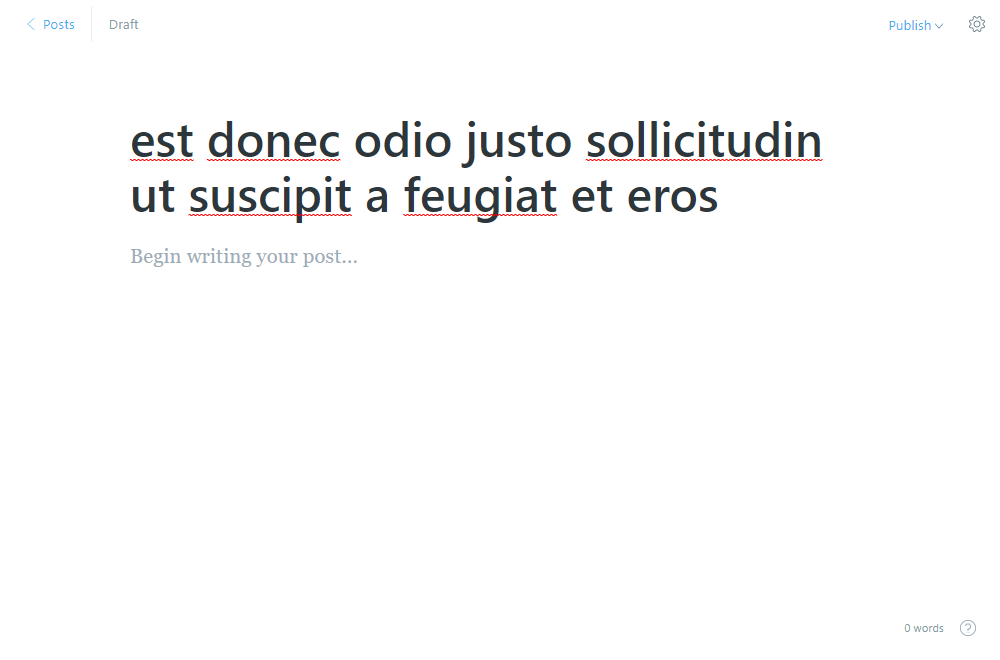 Posts
Draft
Publish
est donec odio justo sollicitudin
ut suscipit a feugiat et eros
Begin writing your post...
0 words
?